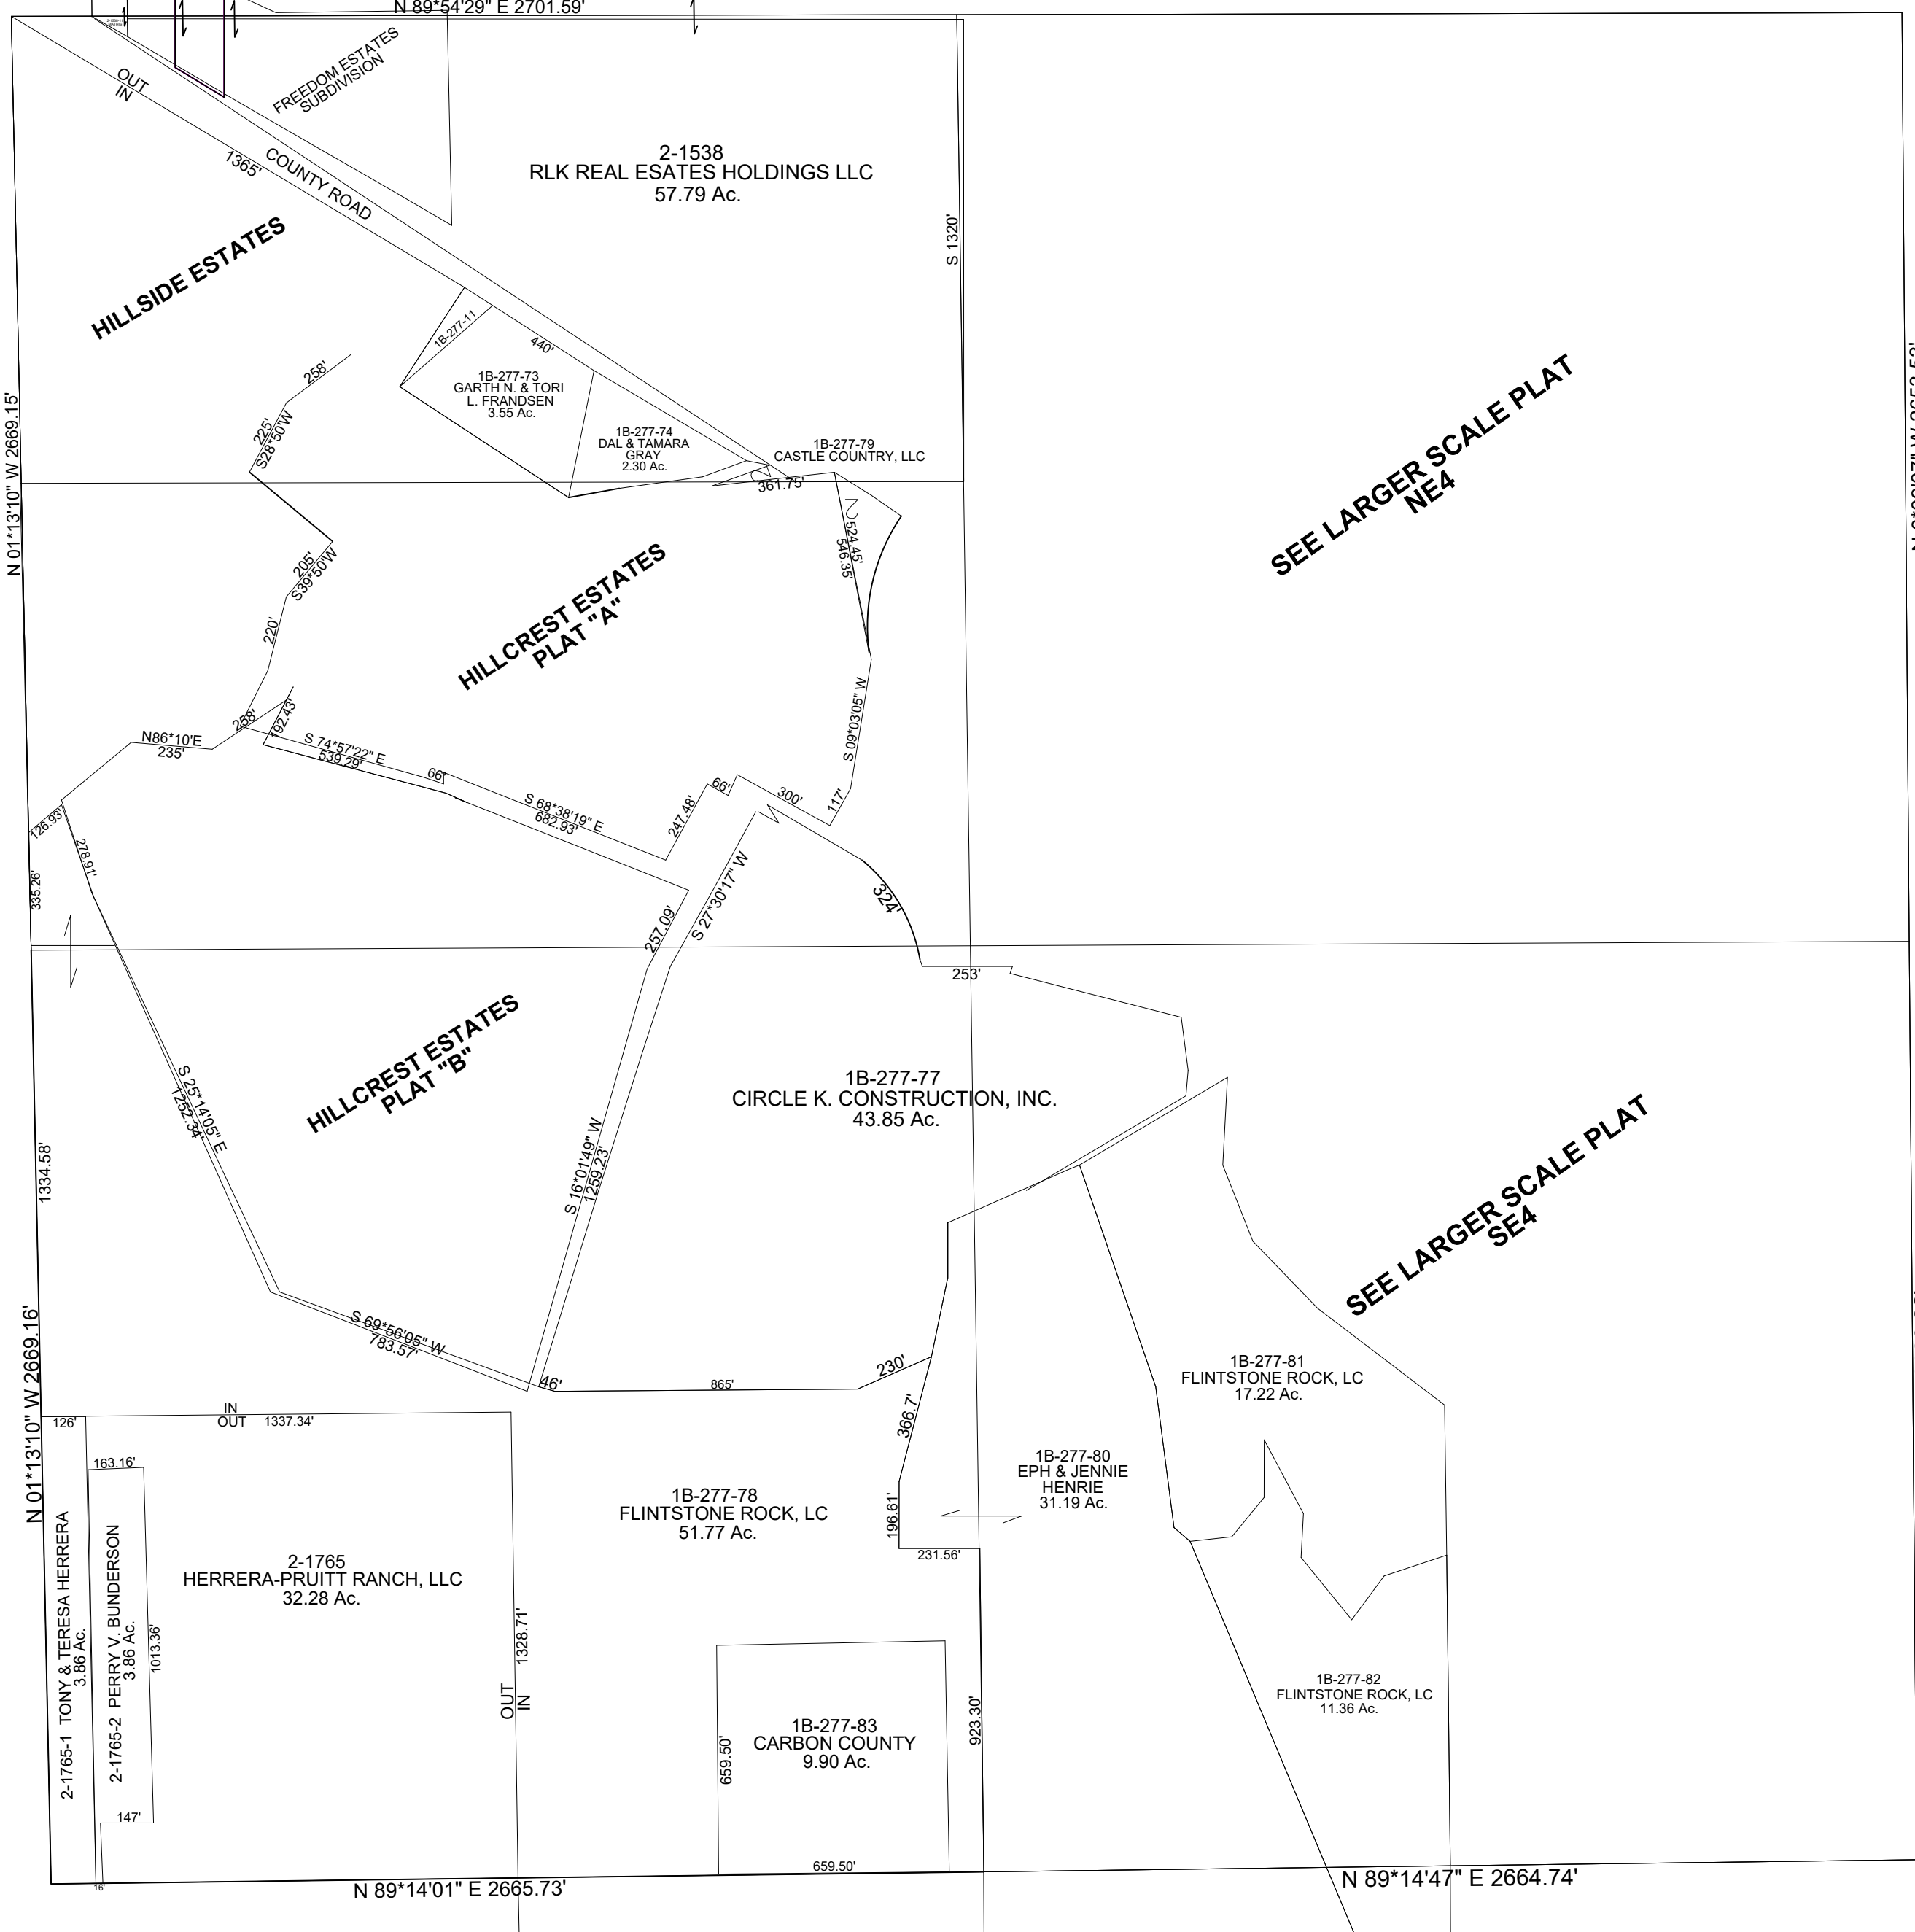 N 89*54'29" E 2701.59'
FREEDOM ESTATES
SUBDIVISION
OUT
IN
1365'
COUNTY ROAD
2-1538
RLK REAL ESATES HOLDINGS LLC
57.79 Ac.
S 1320'
HILLSIDE ESTATES
N 01*13'10" W 2669.15'
1B-277-11
440'
1B-277-73
GARTH N. & TORI
L. FRANDSEN
3.55 Ac.
1B-277-74
DAL & TAMARA
GRAY
2.30 Ac.
1B-277-79
CASTLE COUNTRY, LLC
361.75'
SEE LARGER SCALE PLAT
NE4
258'
225'
S28*50'W
205'
S39*50'W
220'
524.45'
546.35'
HILLCREST ESTATES
PLAT "A"
S 09*03'05" W
117'
258'
192.43'
N86*10'E
235'
S 74*57'22" E
539.29'
66'
S 68*38'19" E
682.93'
247.48'
66'
300'
126.93'
278.91'
335.26'
257.09'
S 27*30'17" W
324'
253'
HILLCREST ESTATES
PLAT "B"
S 25*14'05" E
1252.34'
1334.58'
S 16*01'49" W
1259.23'
1B-277-77
CIRCLE K. CONSTRUCTION, INC.
43.85 Ac.
SEE LARGER SCALE PLAT
SE4
S 69*56'05" W
783.57'
46'
865'
230'
366.7'
196.61'
231.56'
N 01*13'10" W 2669.16'
126'
IN
OUT 1337.34'
163.16'
2-1765-1 TONY & TERESA HERRERA
3.86 Ac.
2-1765-2 PERRY V. BUNDERSON
3.86 Ac.
1013.36'
147'
16'
2-1765
HERRERA-PRUITT RANCH, LLC
32.28 Ac.
1328.71'
OUT
IN
1B-277-78
FLINTSTONE ROCK, LC
51.77 Ac.
1B-277-80
EPH & JENNIE
HENRIE
31.19 Ac.
1B-277-81
FLINTSTONE ROCK, LC
17.22 Ac.
1B-277-82
FLINTSTONE ROCK, LC
11.36 Ac.
1B-277-83
CARBON COUNTY
9.90 Ac.
659.50'
659.50'
923.30'
N 89*14'01" E 2665.73'
N 89*14'47" E 2664.74'